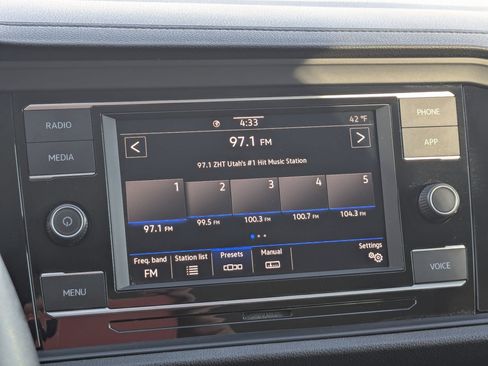 RADIO
MEDIA
MENU
4:33
42 °F
97.1 FM
97.1 ZHT Utah's #1 Hit Music Station
1 2 3 4 5
97.1 FM 99.5 FM 100.3 FM 100.7 FM 104.3 FM
Freq. band Station list Presets Manual Settings
FM
PHONE
APP
VOICE